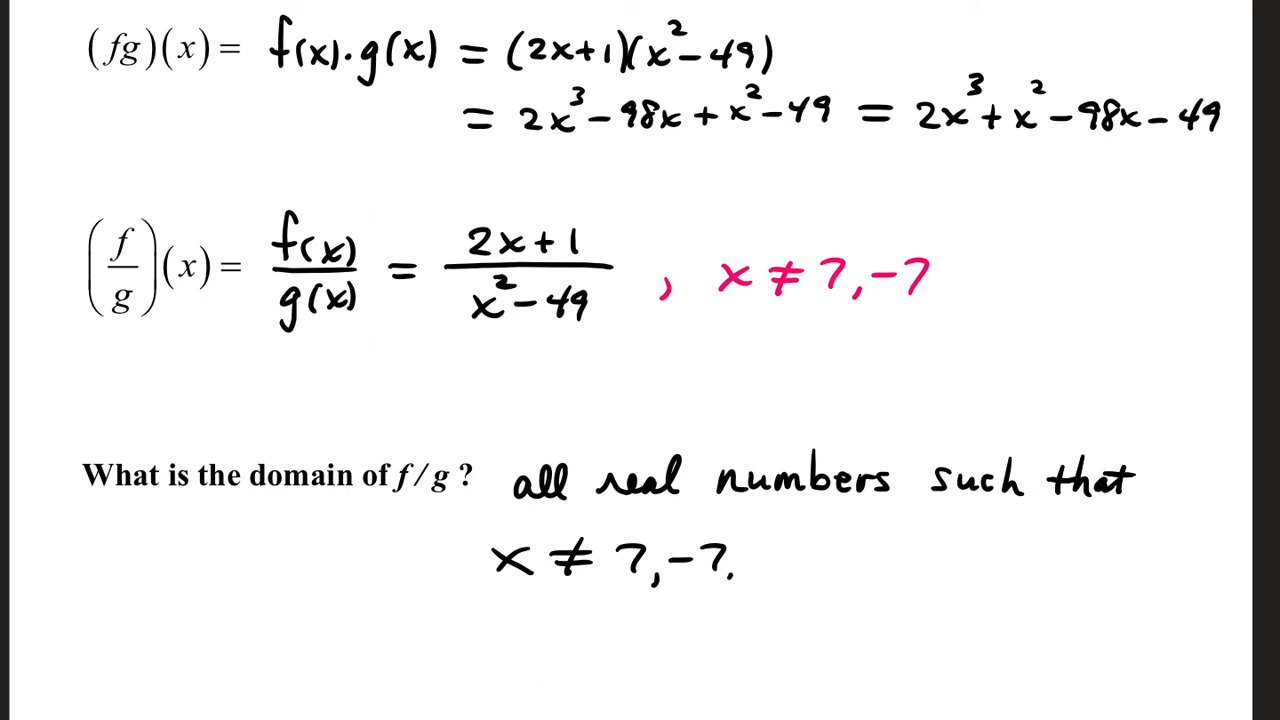 (fg)(x) = f(x)·g(x) = (2x+1)(x²-49)
= 2x³ - 98x + x² - 49 = 2x³ + x² - 98x - 49
(f/g)(x) = f(x)/g(x) = 2x+1/x²-49 , x ≠ 7, -7
What is the domain of f/g ? all real numbers such that
x ≠ 7, -7.